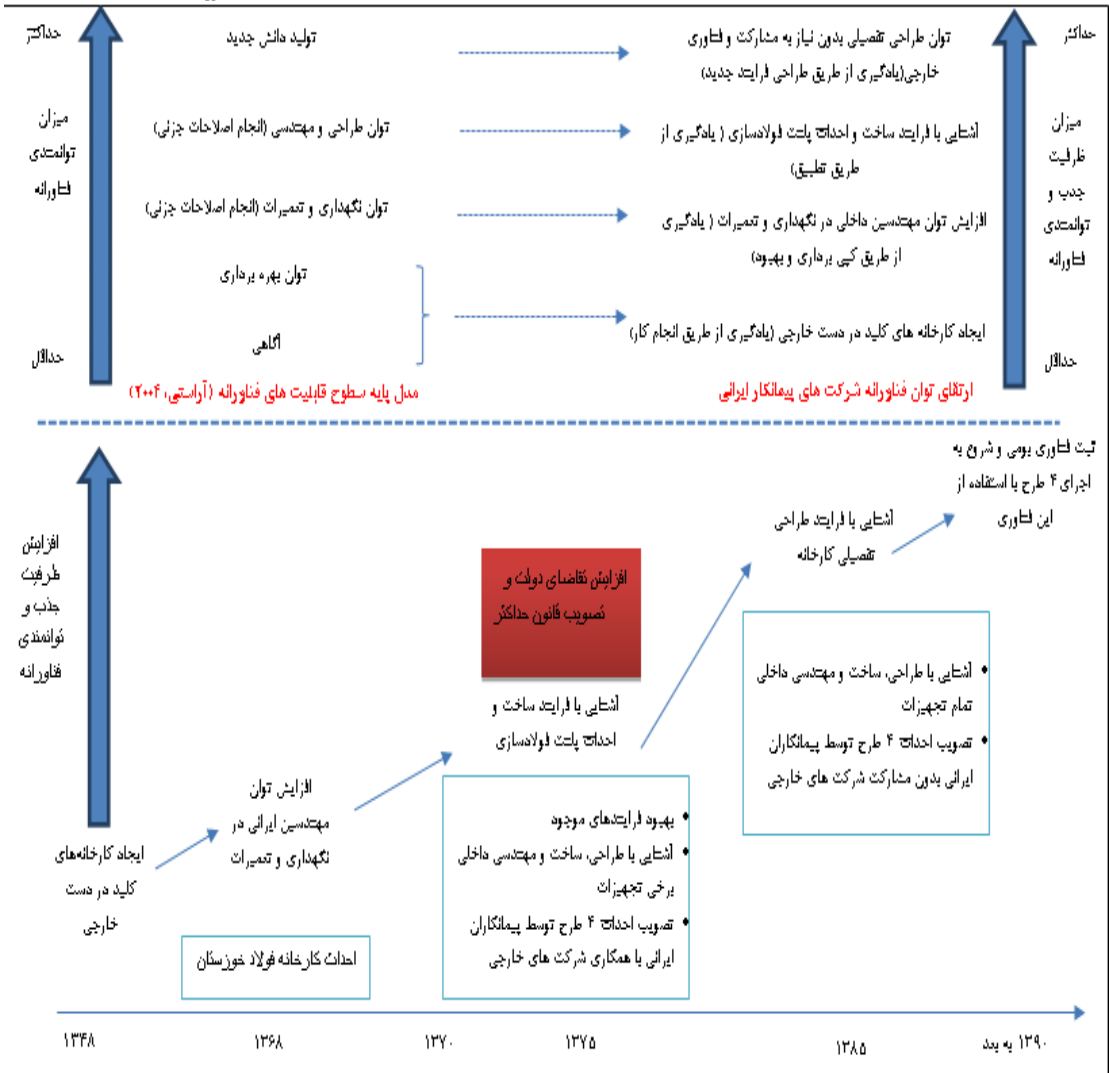 حداکثر
تولید دانش جدید
توان طراحی تفصیلی بدون نیاز به مشارکت و فناوری
خارجی(یادگیری از طریق طراحی فرایند جدید)
حداکثر
میزان
توانمندی
فناورانه
توان طراحی و مهندسی (انجام اصلاحات جزئی)
آشنایی با فرایند ساخت و احداث پلنت فولادسازی ( یادگیری از
طریق تطبیق)
میزان
ظرفیت
جذب و
توانمندی
فناورانه
توان نگهداری و تعمیرات (انجام اصلاحات جزئی)
افزایش توان مهندسین داخلی در نگهداری و تعمیرات ( یادگیری
از طریق کپی برداری و بهبود)
توان بهره برداری
آگاهی
ایجاد کارخانه های کلید در دست خارجی (یادگیری از طریق انجام کار)
حداقل
حداقل
مدل پایه سطوح قابلیت های فناورانه (آراستی، ۲۰۰۴)
ارتقای توان فناورانه شرکت های پیمانکار ایرانی
ثبت فناوری بومی و شروع به
اجرای ۴ طرح با استفاده از
این فناوری
آشنایی با فرایند طراحی
تفصیلی کارخانه
افزایش
ظرفیت
جذب و
توانمندی
فناورانه
افزایش تقاضای دولت و
تصویب قانون حداکثر
آشنایی با فرایند ساخت و
احداث پلنت فولادسازی
• آشنایی با طراحی، ساخت و مهندسی داخلی
تمام تجهیزات
• تصویب احداث ۴ طرح توسط پیمانکاران
ایرانی بدون مشارکت شرکت های خارجی
افزایش توان
مهندسین ایرانی در
نگهداری و تعمیرات
• بهبود فرایندهای موجود
• آشنایی با طراحی، ساخت و مهندسی داخلی
برخی تجهیزات
• تصویب احداث ۴ طرح توسط پیمانکاران
ایرانی با همکاری شرکت های خارجی
ایجاد کارخانه‌های
کلید در دست
خارجی
احداث کارخانه فولاد خوزستان
۱۳۴۸
۱۳۶۸
۱۳۷۰
۱۳۷۵
۱۳۸۵
۱۳۹۰ به بعد